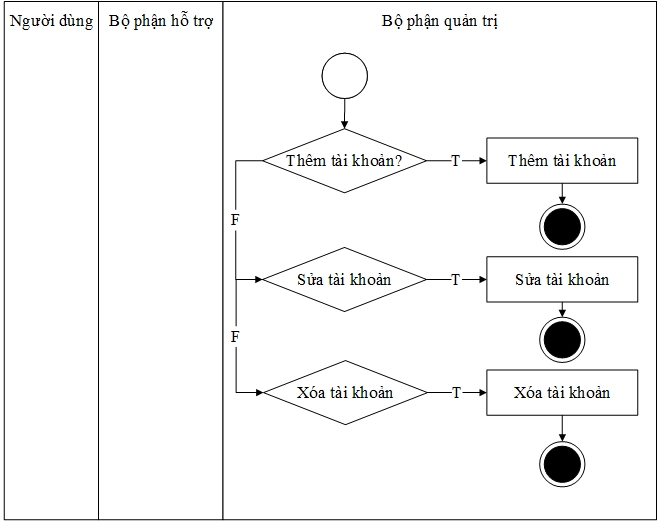 Người dùng
Bộ phận hỗ trợ
Bộ phận quản trị
Thêm tài khoản?
T
Thêm tài khoản
F
Sửa tài khoản
T
Sửa tài khoản
F
Xóa tài khoản
T
Xóa tài khoản